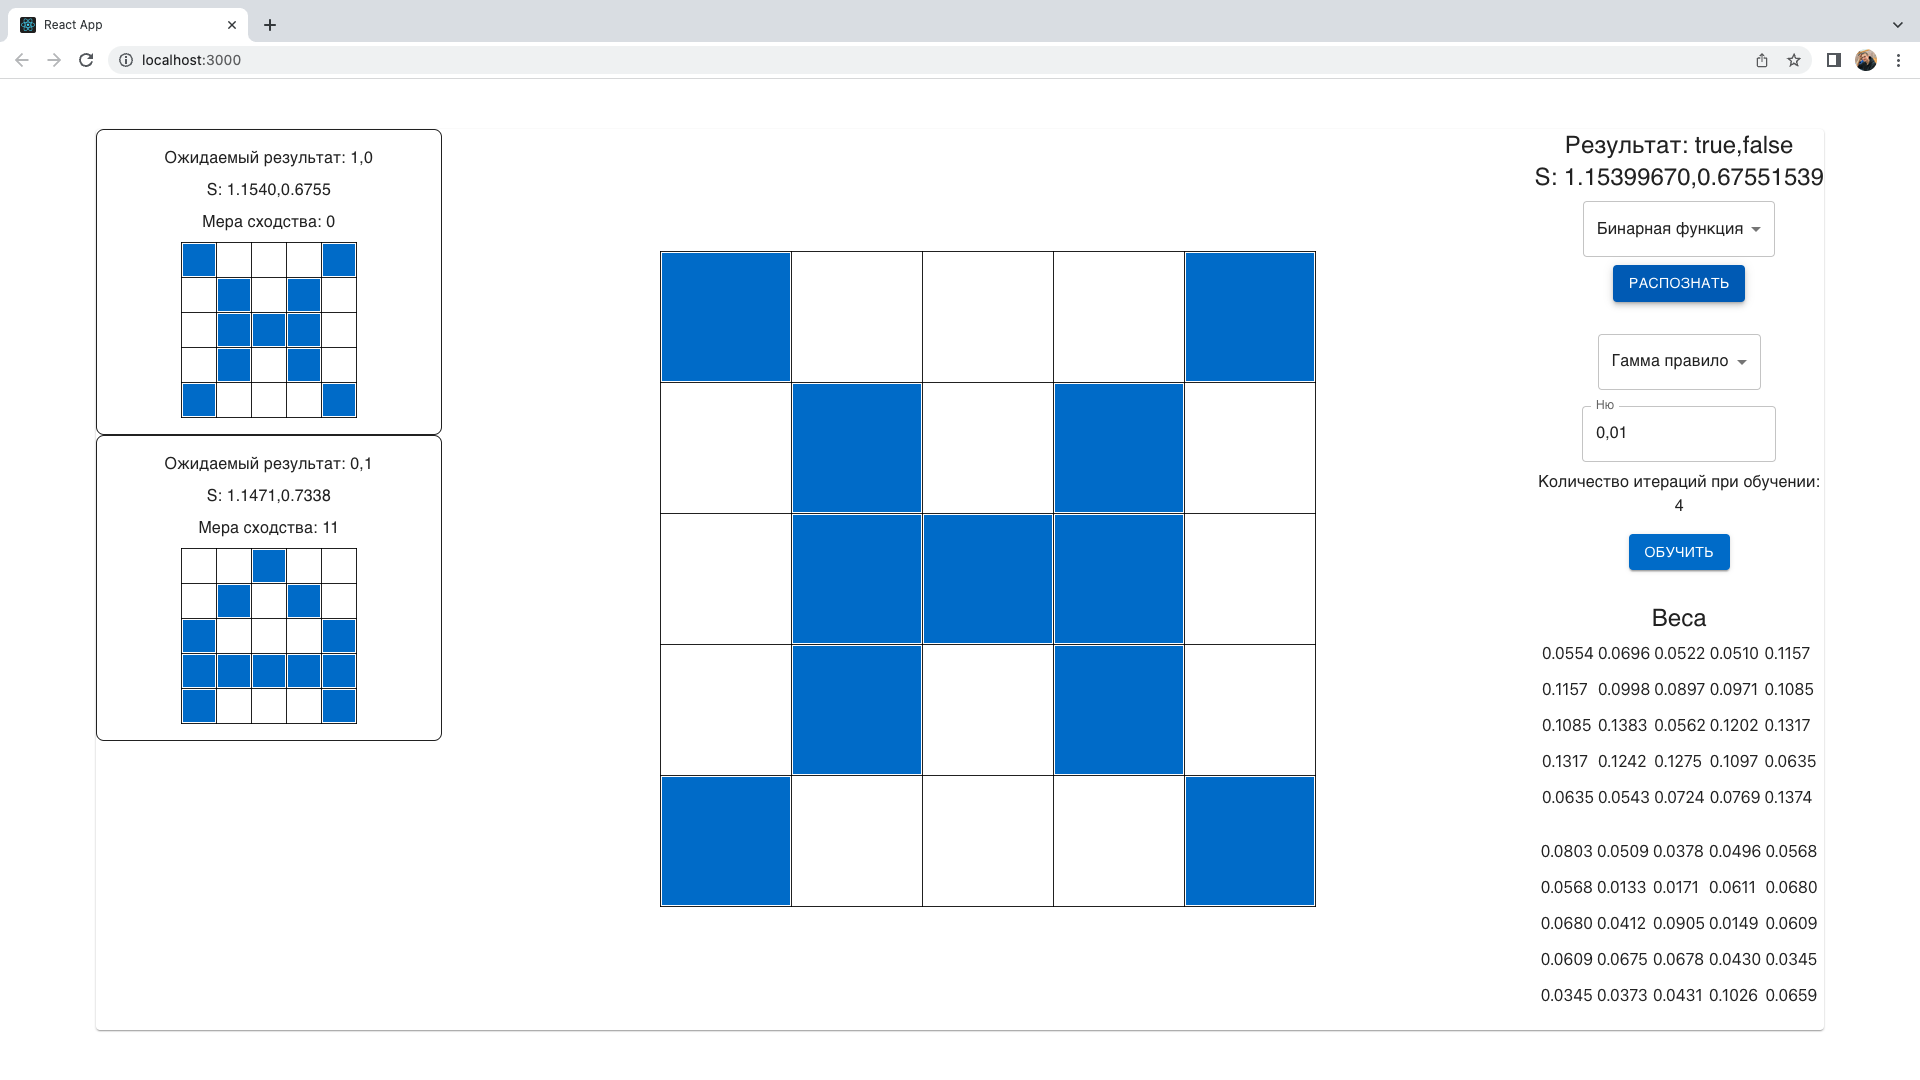 React App
localhost:3000
Ожидаемый результат: 1,0
S: 1.1540,0.6755
Мера сходства: 0
Ожидаемый результат: 0,1
S: 1.1471,0.7338
Мера сходства: 11
Результат: true,false
S: 1.15399670,0.67551539
Бинарная функция
РАСПОЗНАТЬ
Гамма правило
Ню
0,01
Количество итераций при обучении:
4
ОБУЧИТЬ
Веса
0.0554 0.0696 0.0522 0.0510 0.1157
0.1157 0.0998 0.0897 0.0971 0.1085
0.1085 0.1383 0.0562 0.1202 0.1317
0.1317 0.1242 0.1275 0.1097 0.0635
0.0635 0.0543 0.0724 0.0769 0.1374
0.0803 0.0509 0.0378 0.0496 0.0568
0.0568 0.0133 0.0171 0.0611 0.0680
0.0680 0.0412 0.0905 0.0149 0.0609
0.0609 0.0675 0.0678 0.0430 0.0345
0.0345 0.0373 0.0431 0.1026 0.0659